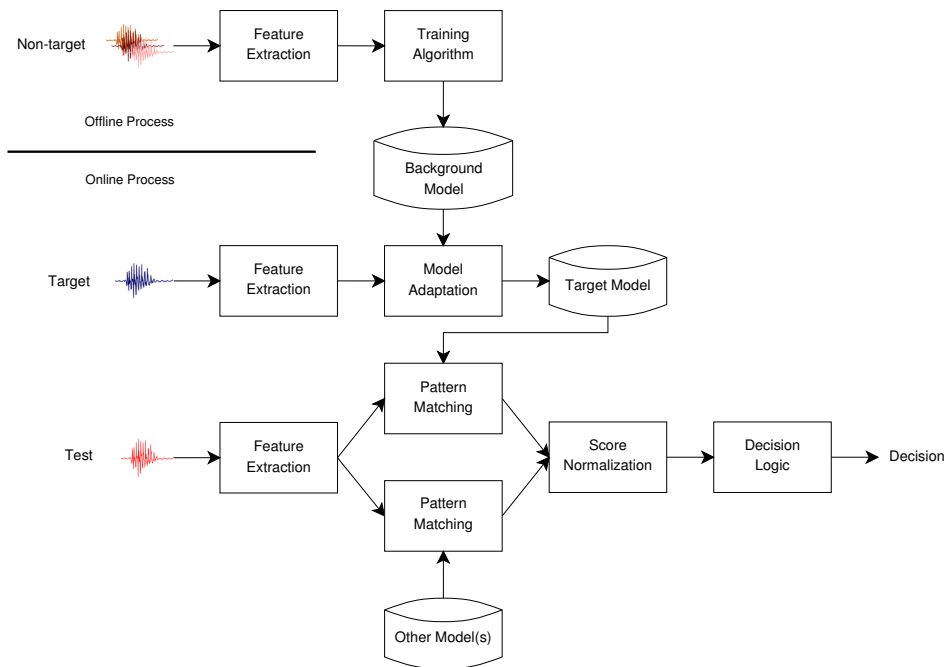 Non-target
Feature
Extraction
Training
Algorithm
Offline Process
Online Process
Background
Model
Target
Feature
Extraction
Model
Adaptation
Target Model
Pattern
Matching
Test
Feature
Extraction
Score
Normalization
Decision
Logic
Decision
Pattern
Matching
Other Model(s)